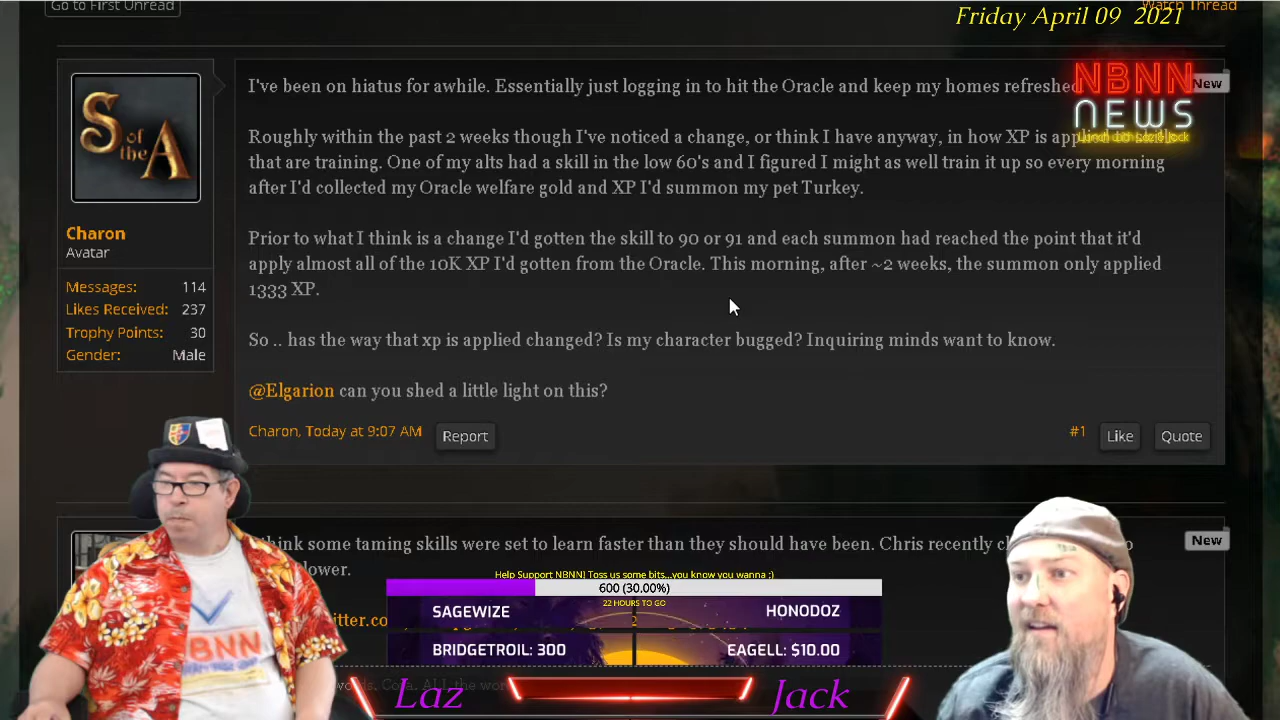 Go to First Unread
Watch Thread
Friday April 09 2021
NBNN
NEWS
Lunch with Laz & Jack
New
I've been on hiatus for awhile. Essentially just logging in to hit the Oracle and keep my homes refreshed
Roughly within the past 2 weeks though I've noticed a change, or think I have anyway, in how XP is applied to skills
that are training. One of my alts had a skill in the low 60's and I figured I might as well train it up so every morning
after I'd collected my Oracle welfare gold and XP I'd summon my pet Turkey.
Prior to what I think is a change I'd gotten the skill to 90 or 91 and each summon had reached the point that it'd
apply almost all of the 10K XP I'd gotten from the Oracle. This morning, after ~2 weeks, the summon only applied
1333 XP.
So .. has the way that xp is applied changed? Is my character bugged? Inquiring minds want to know.
@Elgarion can you shed a little light on this?
Charon, Today at 9:07 AM
Report
#1
Like
Quote
S of the A
Charon
Avatar
Messages: 114
Likes Received: 237
Trophy Points: 30
Gender: Male
think some taming skills were set to learn faster than they should have been. Chris recently
lower.
New
Help Support NBNN! Toss us some bits...you know you wanna ;)
600 (30.00%)
22 HOURS TO GO
SAGEWIZE
2
HONODOZ
BRIDGETROIL: 300
EAGELL: $10.00
NBNN
Laz
Jack